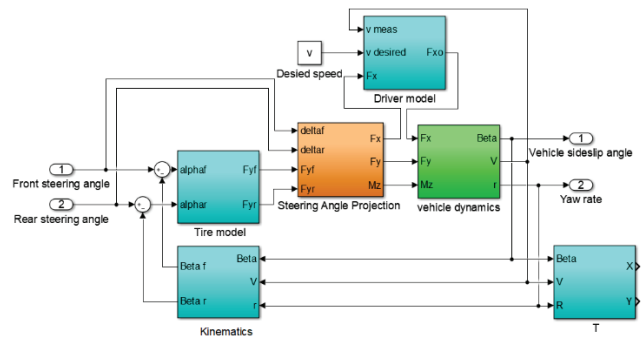 v meas
v desired
Fxo
Fx
Driver model
v
Desied speed
1
Front steering angle
2
Rear steering angle
alphaf
Fyf
alphar
Fyr
Tire model
deltaf
deltar
Fyf
Fyr
Fx
Fy
Mz
Steering Angle Projection
Fx
Fy
Mz
Beta
V
r
vehicle dynamics
1
Vehicle sideslip angle
2
Yaw rate
Beta f
Beta r
Beta
V
r
Kinematics
Beta
V
R
X
Y
T